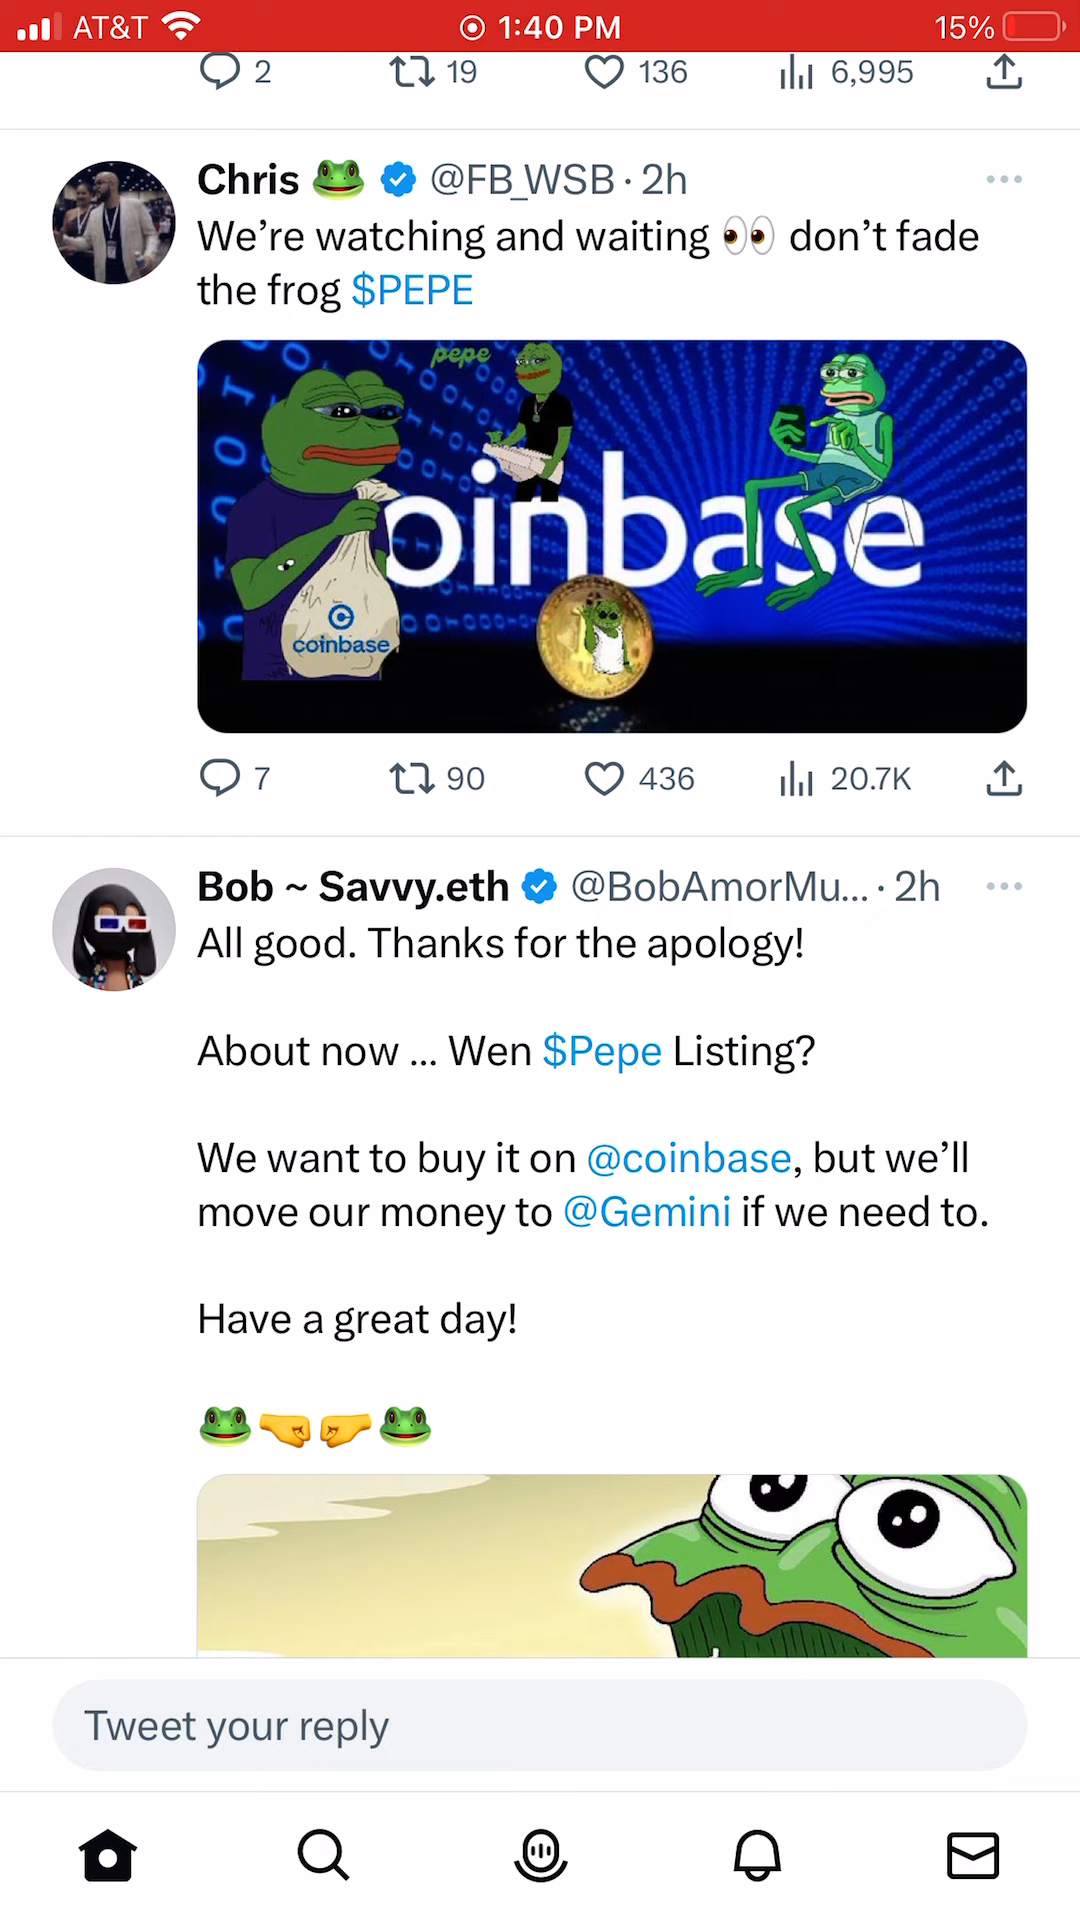 AT&T 1:40 PM 15%
2 19 136 6,995
Chris 🐸 @FB_WSB · 2h
We're watching and waiting 👀 don't fade
the frog $PEPE
pepe
oinbase
coinbase
7 90 436 20.7K
Bob ~ Savvy.eth @BobAmorMu... · 2h
All good. Thanks for the apology!
About now ... Wen $Pepe Listing?
We want to buy it on @coinbase, but we'll
move our money to @Gemini if we need to.
Have a great day!
🐸🤜🤛🐸
Tweet your reply